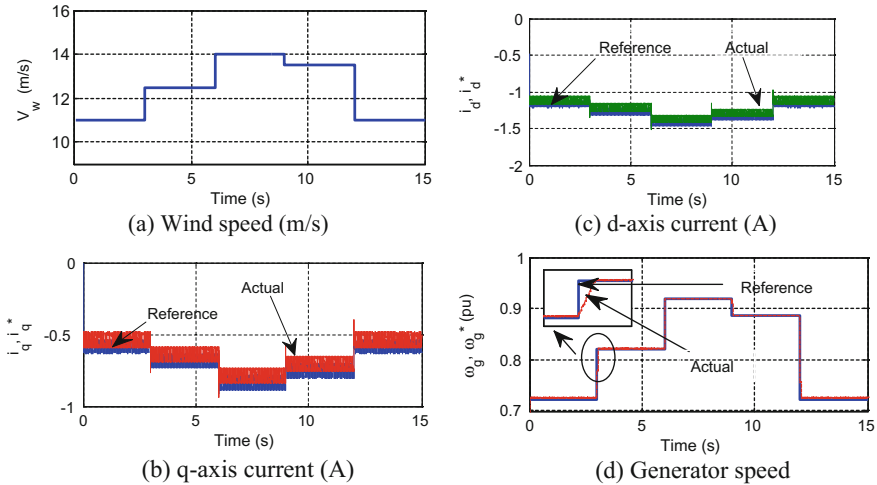 16
14
12
10
V_w (m/s)
0
5
10
15
Time (s)
(a) Wind speed (m/s)
0
-0.5
-1
-1.5
-2
i_d, i_d*
Reference
Actual
0
5
10
15
Time (s)
(c) d-axis current (A)
0
-0.5
-1
i_q, i_q*
Reference
Actual
0
5
10
15
Time (s)
(b) q-axis current (A)
1
0.9
0.8
0.7
ω_g, ω_g* (pu)
Reference
Actual
0
5
10
15
Time (s)
(d) Generator speed